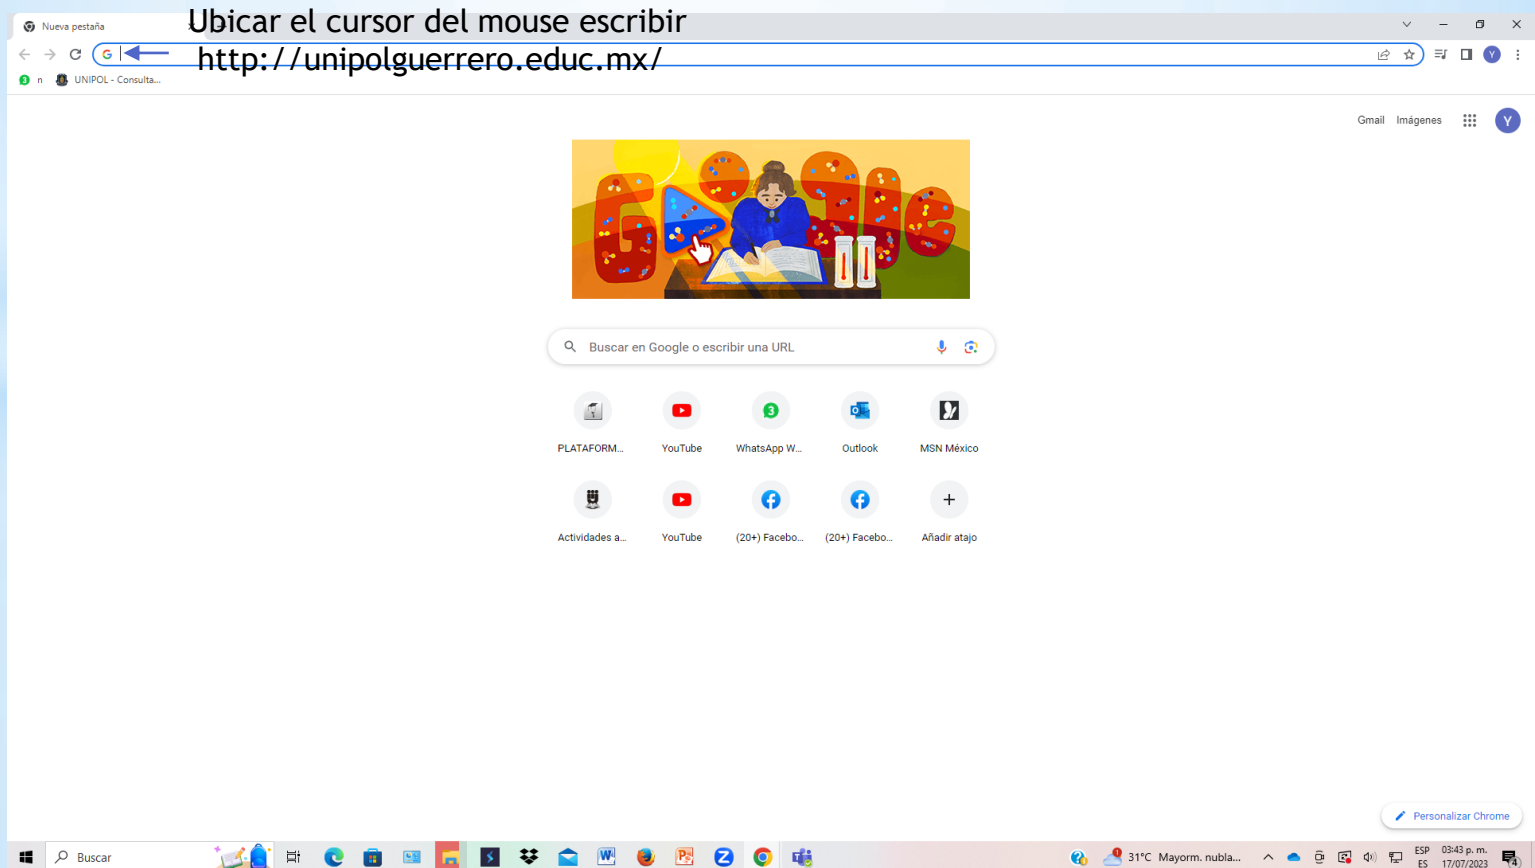 Ubicar el cursor del mouse escribir
http://unipolguerrero.educ.mx/
Nueva pestaña
n UNIPOL - Consulta...
Gmail Imágenes Y
Buscar en Google o escribir una URL
PLATAFORM... YouTube WhatsApp W... Outlook MSN México
Actividades a... YouTube (20+) Facebo... (20+) Facebo... Añadir atajo
Personalizar Chrome
Buscar
31°C Mayorm. nubla...
ESP 03:43 p. m.
ES 17/07/2023